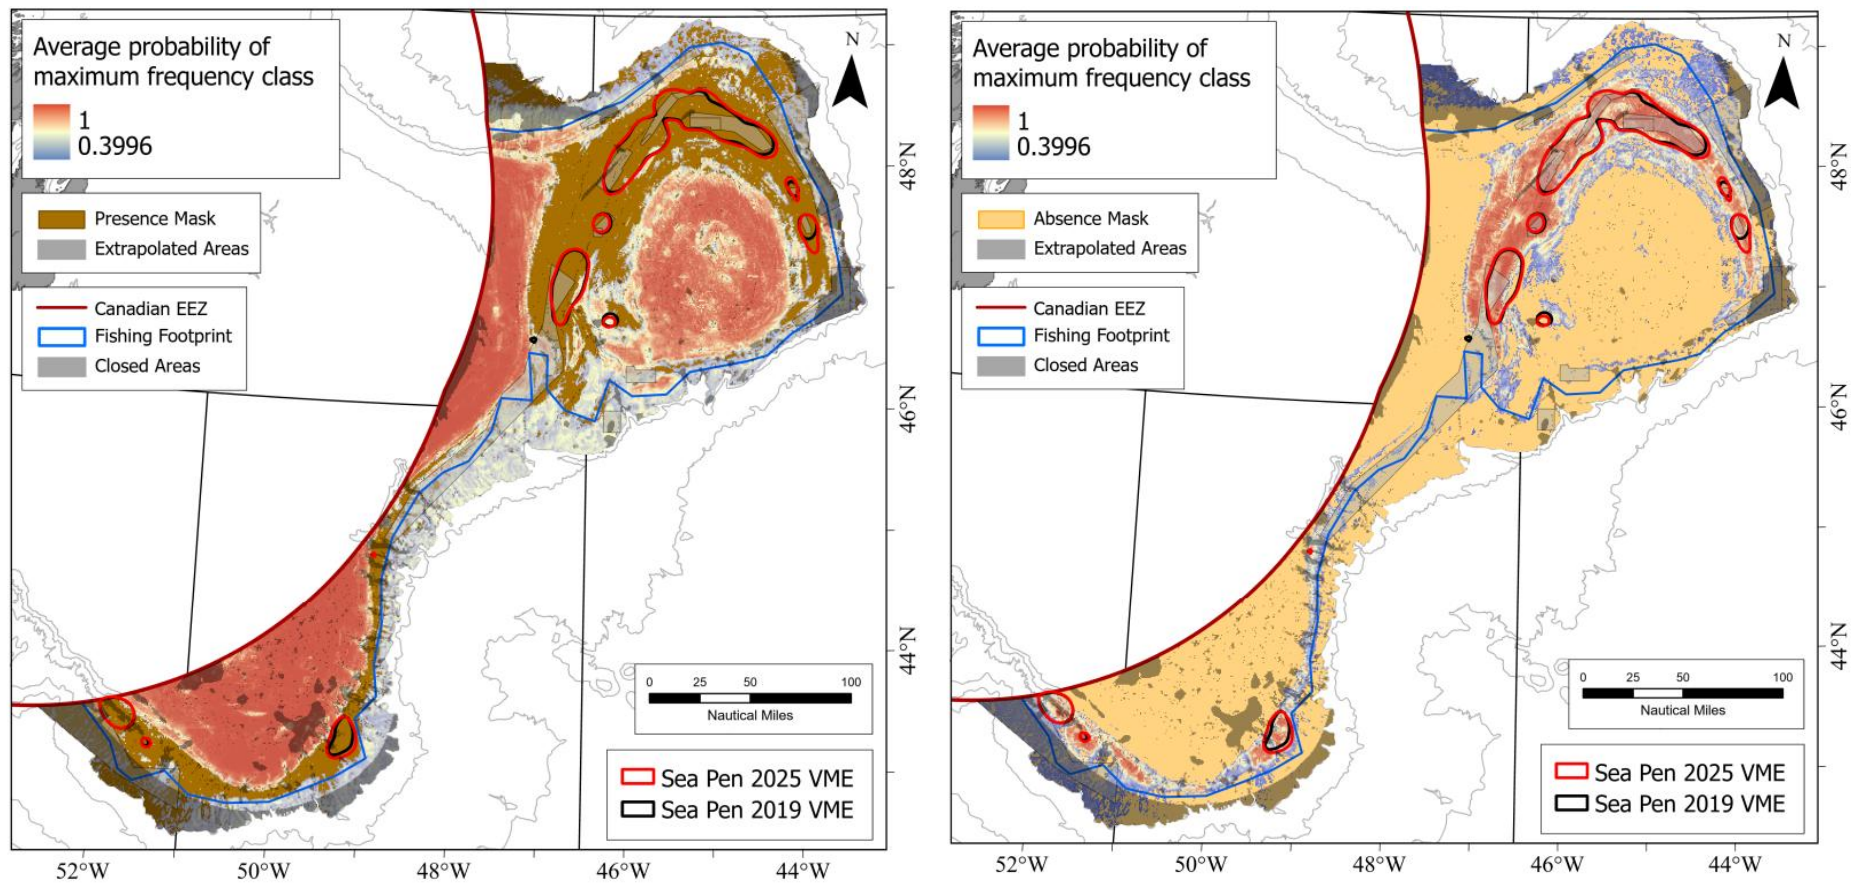 Average probability of
maximum frequency class
1
0.3996
Presence Mask
Extrapolated Areas
Canadian EEZ
Fishing Footprint
Closed Areas
N
48°N
46°N
44°N
0 25 50 100
Nautical Miles
Sea Pen 2025 VME
Sea Pen 2019 VME
52°W 50°W 48°W 46°W 44°W
Average probability of
maximum frequency class
1
0.3996
Absence Mask
Extrapolated Areas
Canadian EEZ
Fishing Footprint
Closed Areas
N
48°N
46°N
44°N
0 25 50 100
Nautical Miles
Sea Pen 2025 VME
Sea Pen 2019 VME
52°W 50°W 48°W 46°W 44°W